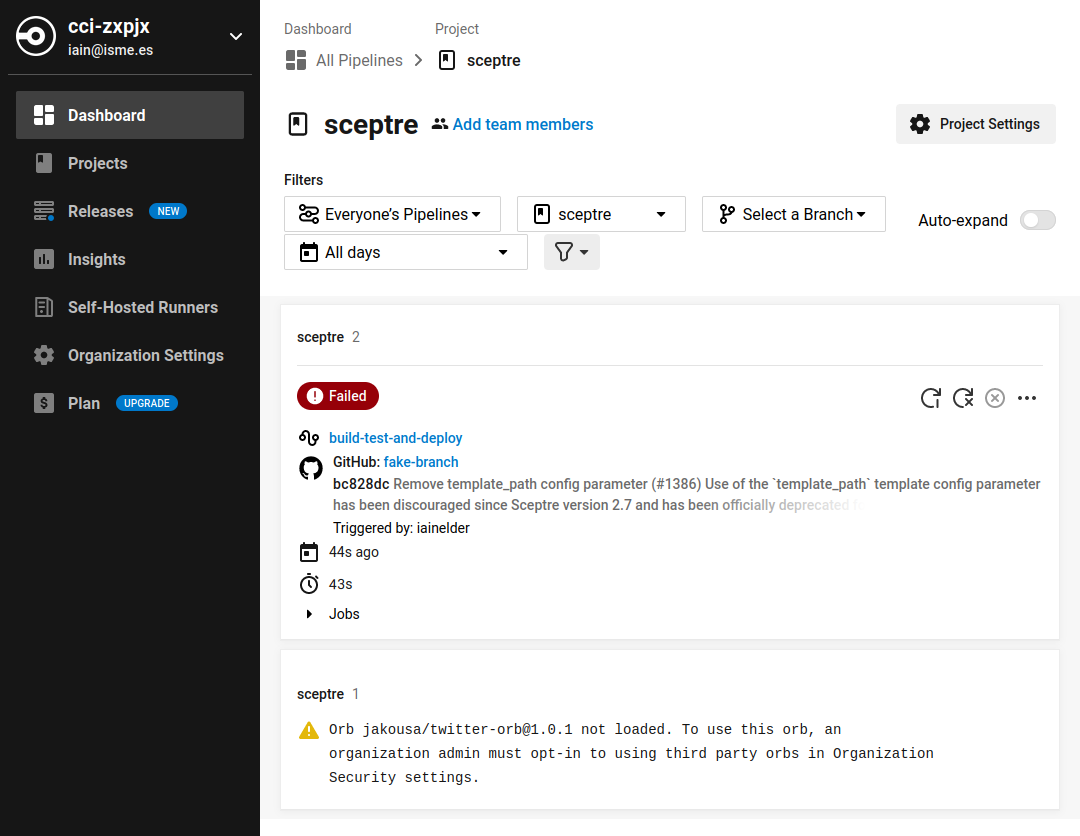 cci-zxpjx
iain@isme.es
Dashboard
Projects
Releases NEW
Insights
Self-Hosted Runners
Organization Settings
Plan UPGRADE
Dashboard Project
All Pipelines sceptre
sceptre Add team members Project Settings
Filters
Everyone’s Pipelines sceptre Select a Branch Auto-expand
All days
sceptre 2
Failed
build-test-and-deploy
GitHub: fake-branch
bc828dc Remove template_path config parameter (#1386) Use of the `template_path` template config parameter
has been discouraged since Sceptre version 2.7 and has been officially deprecated
Triggered by: iainelder
44s ago
43s
Jobs
sceptre 1
Orb jakousa/twitter-orb@1.0.1 not loaded. To use this orb, an
organization admin must opt-in to using third party orbs in Organization
Security settings.